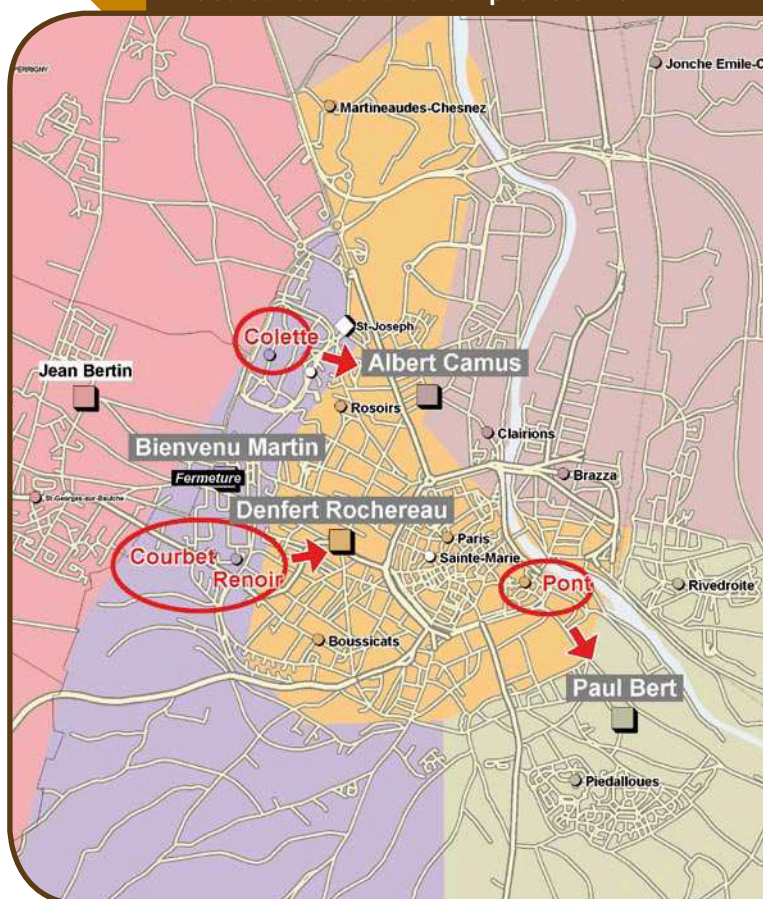 PERRIGNY
Jonche Emile-C
Martineaudes-Chesnez
St-Joseph
Colette
Albert Camus
Jean Bertin
Rosoirs
Clairions
Bienvenu Martin
Fermeture
Brazza
St-Georges-sur-Baulche
Denfert Rochereau
Paris
Courbet
Sainte-Marie
Renoir
Pont
Rivedroite
Boussicats
Paul Bert
Piedalloues